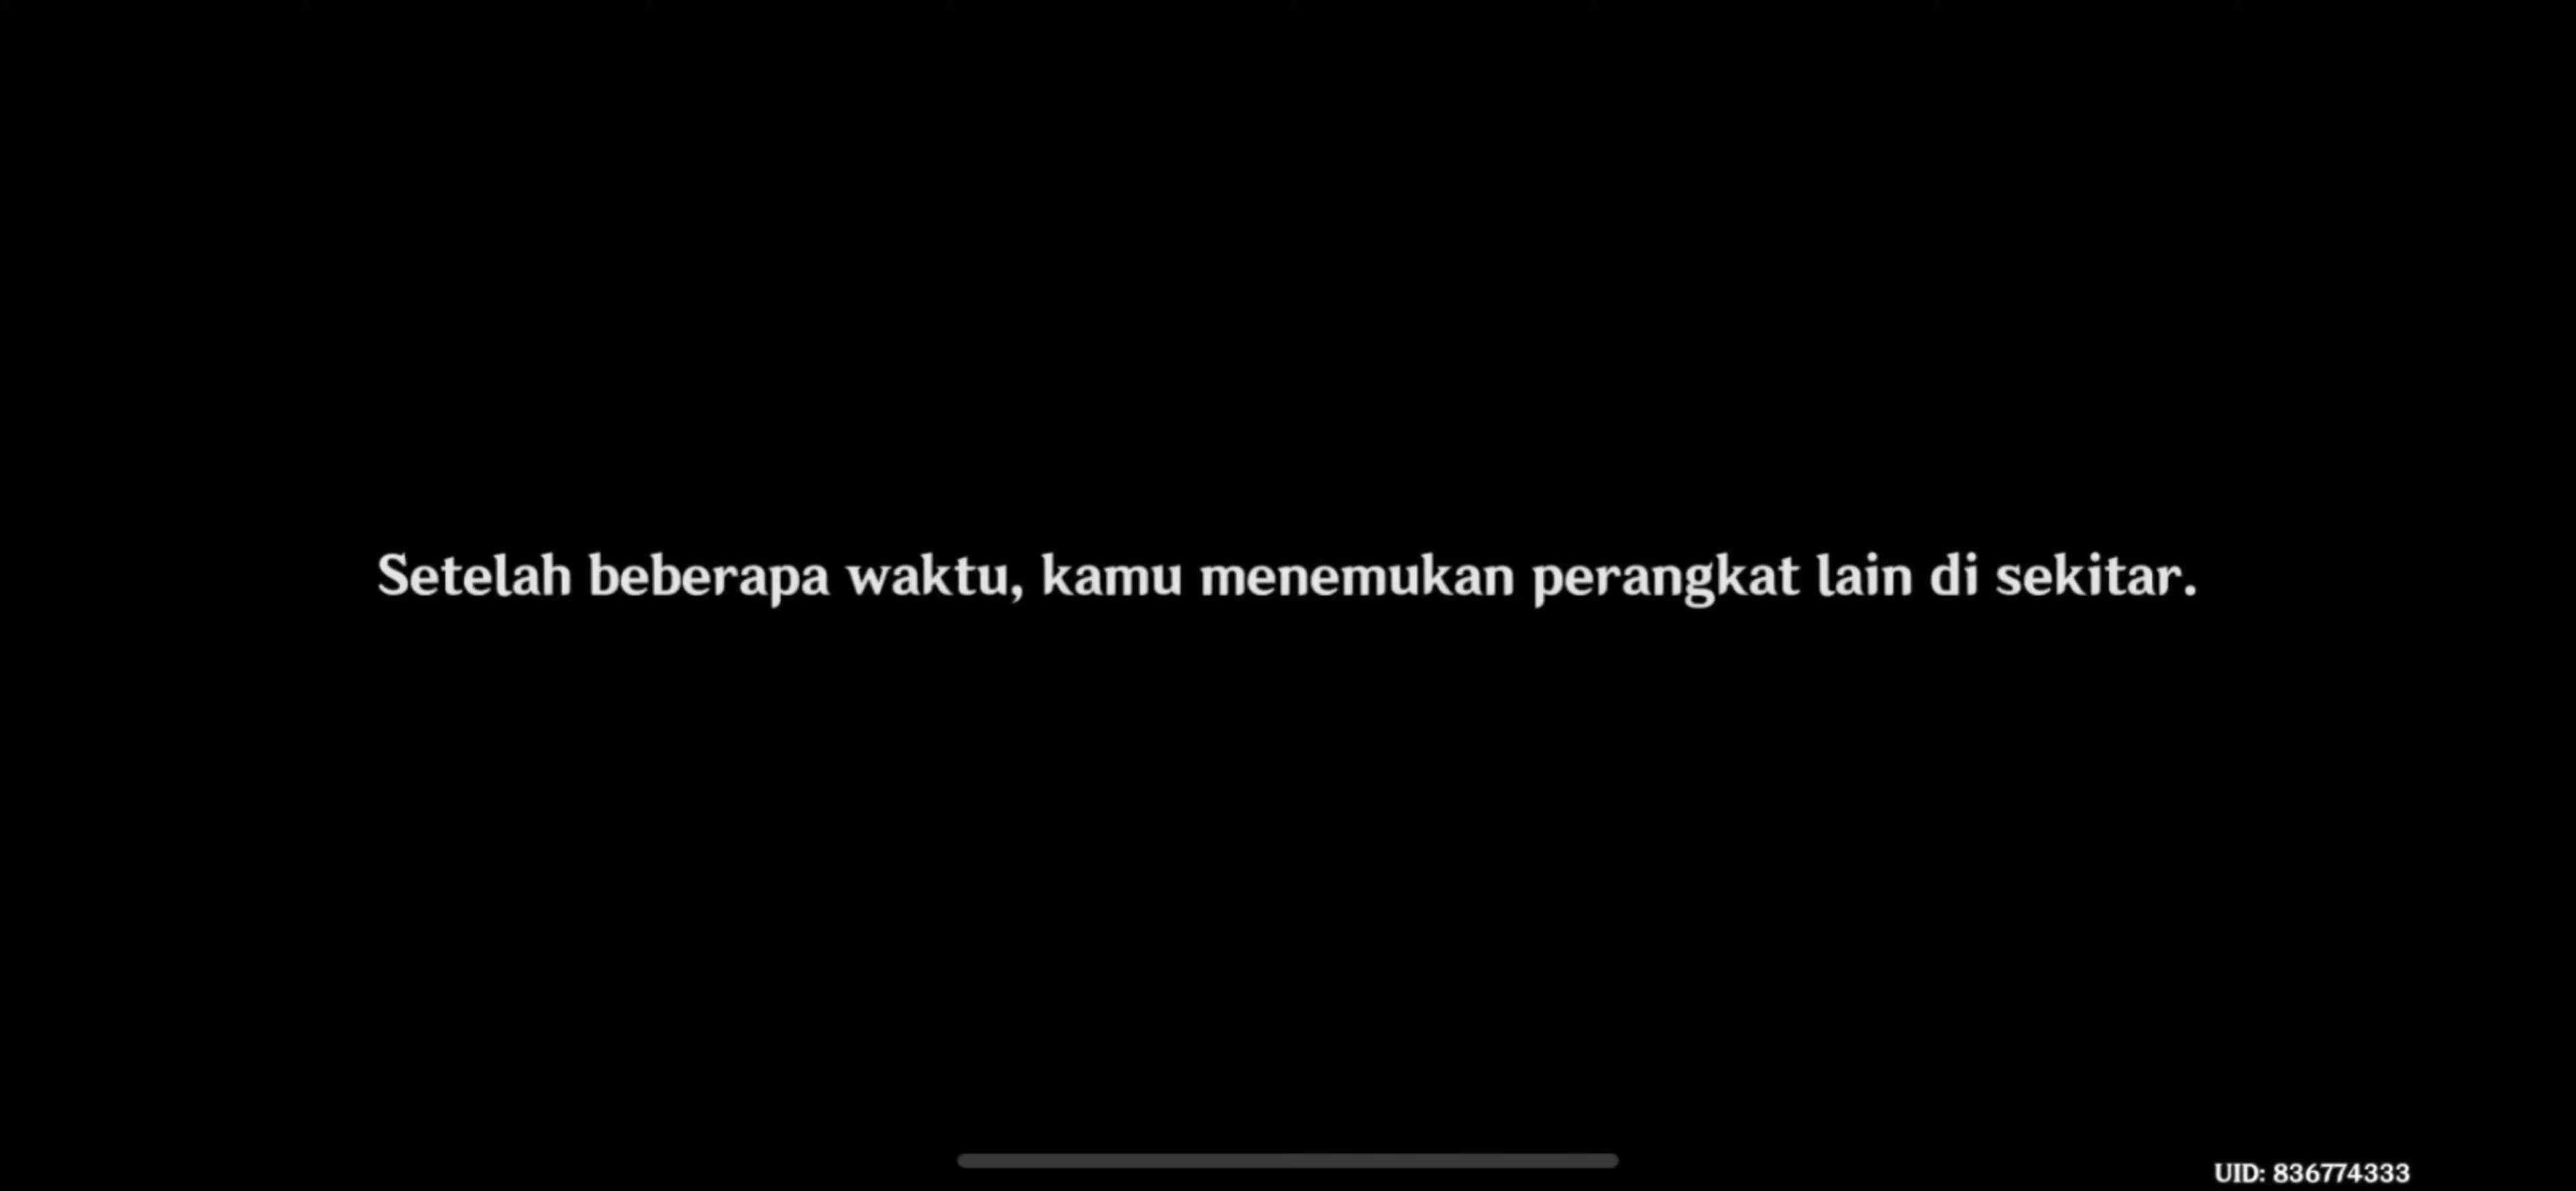 Setelah beberapa waktu, kamu menemukan perangkat lain di sekitar.
UID: 836774333